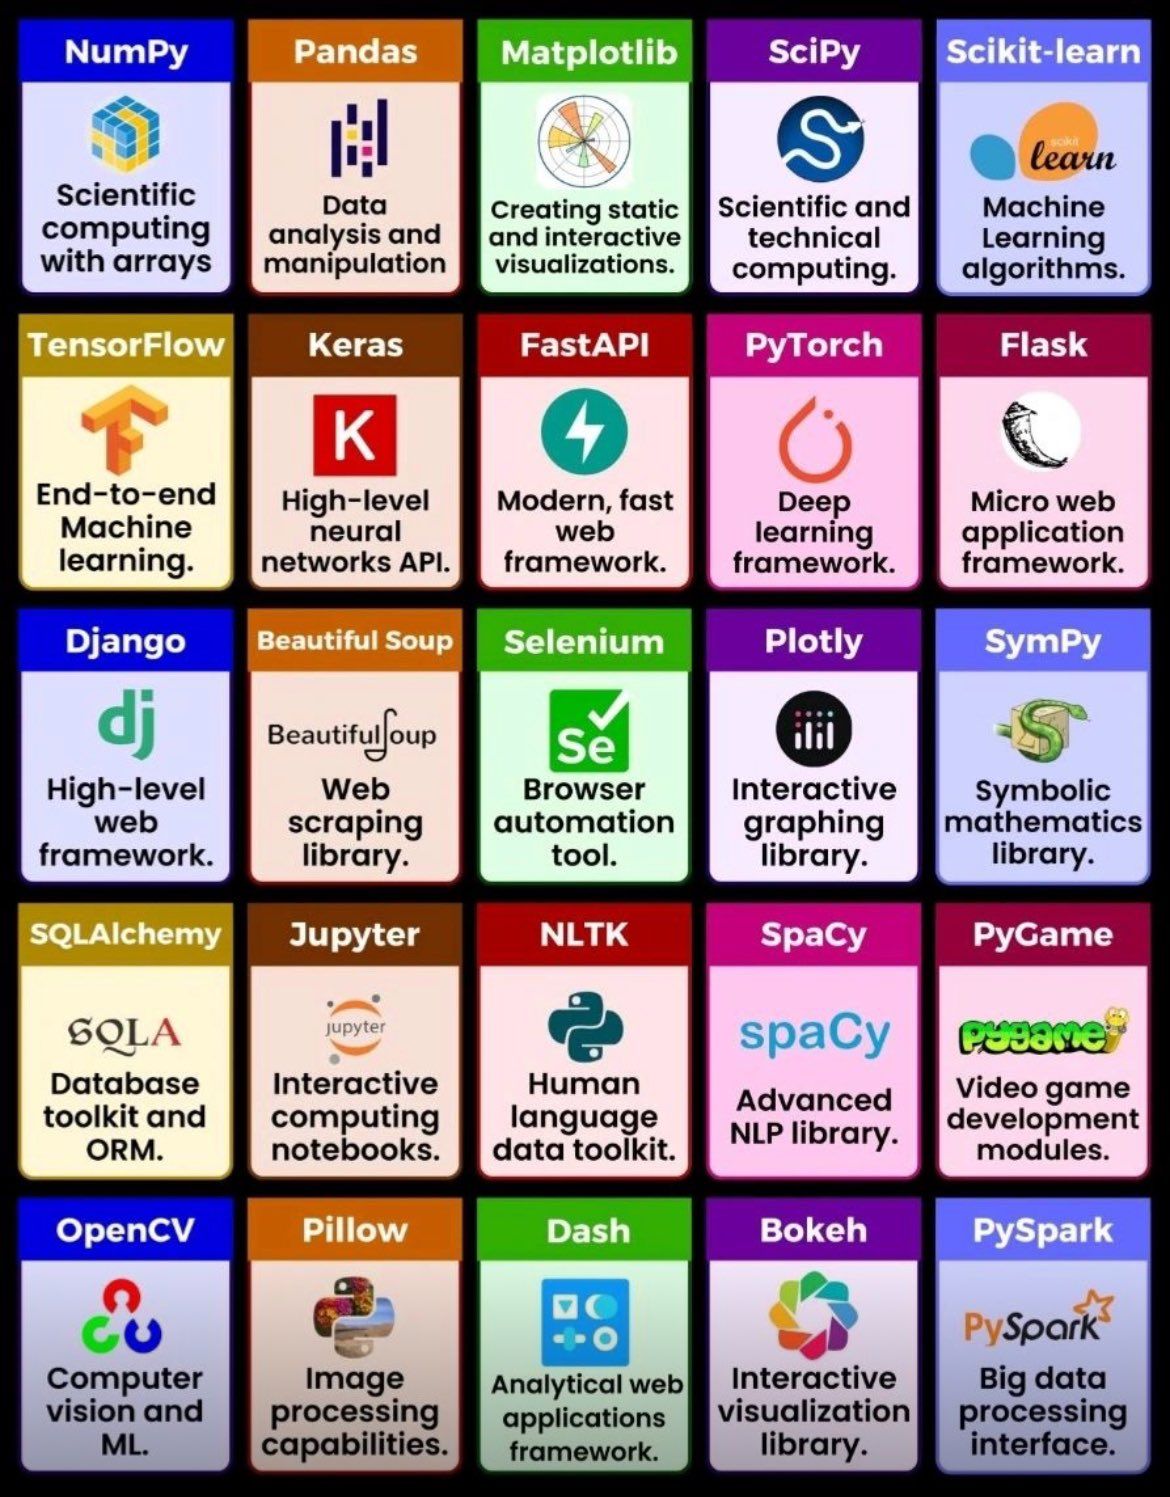 NumPy
Scientific
computing
with arrays
Pandas
Data
analysis and
manipulation
Matplotlib
Creating static
and interactive
visualizations.
SciPy
Scientific and
technical
computing.
Scikit-learn
scikit
learn
Machine
Learning
algorithms.
TensorFlow
End-to-end
Machine
learning.
Keras
K
High-level
neural
networks API.
FastAPI
Modern, fast
web
framework.
PyTorch
Deep
learning
framework.
Flask
Micro web
application
framework.
Django
dj
High-level
web
framework.
Beautiful Soup
BeautifulSoup
Web
scraping
library.
Selenium
Se
Browser
automation
tool.
Plotly
Interactive
graphing
library.
SymPy
Symbolic
mathematics
library.
SQLAlchemy
SQLA
Database
toolkit and
ORM.
Jupyter
jupyter
Interactive
computing
notebooks.
NLTK
Human
language
data toolkit.
SpaCy
spaCy
Advanced
NLP library.
PyGame
pygame
Video game
development
modules.
OpenCV
Computer
vision and
ML.
Pillow
Image
processing
capabilities.
Dash
Analytical web
applications
framework.
Bokeh
Interactive
visualization
library.
PySpark
PySpark
Big data
processing
interface.